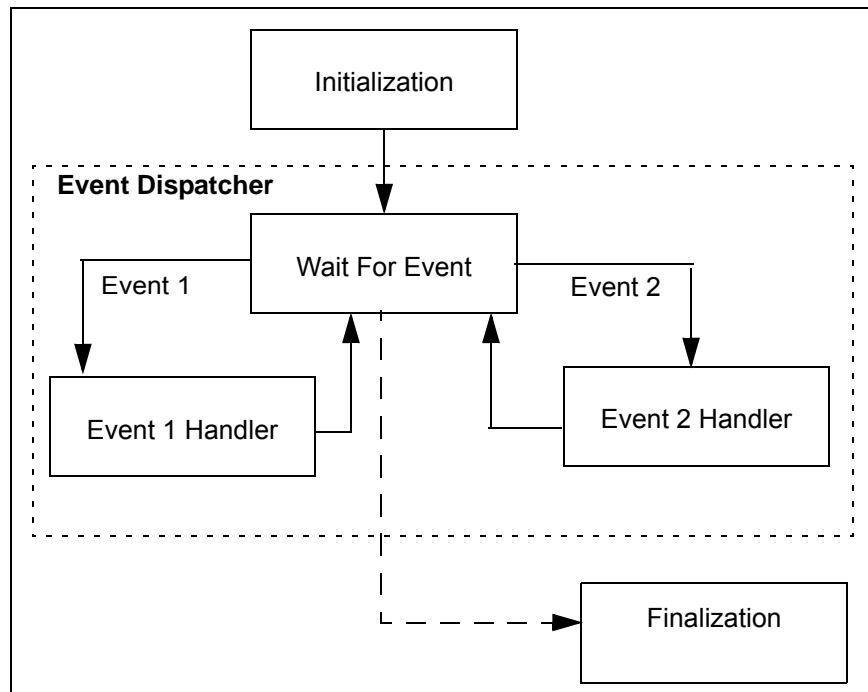 Initialization
Event Dispatcher
Wait For Event
Event 1
Event 2
Event 1 Handler
Event 2 Handler
Finalization